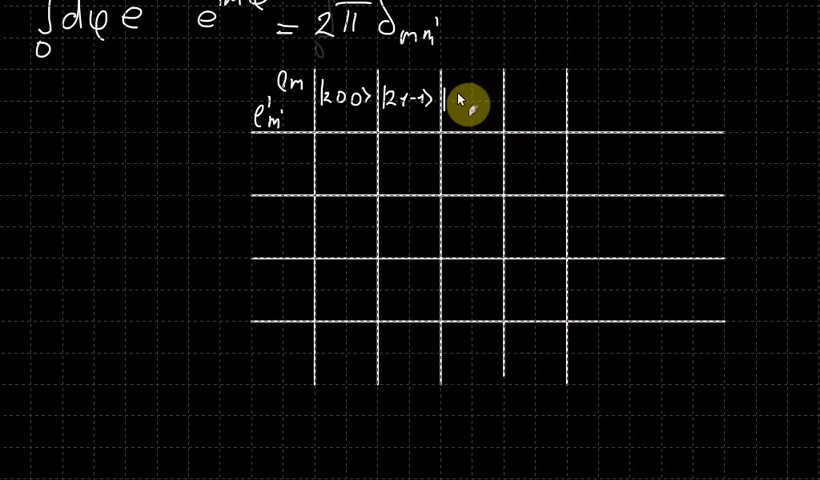 ∫₀ dφ e e^{imφ} = 2π δ_{mm'}
ℓm |200⟩ |21-1⟩ |
ℓ'm'